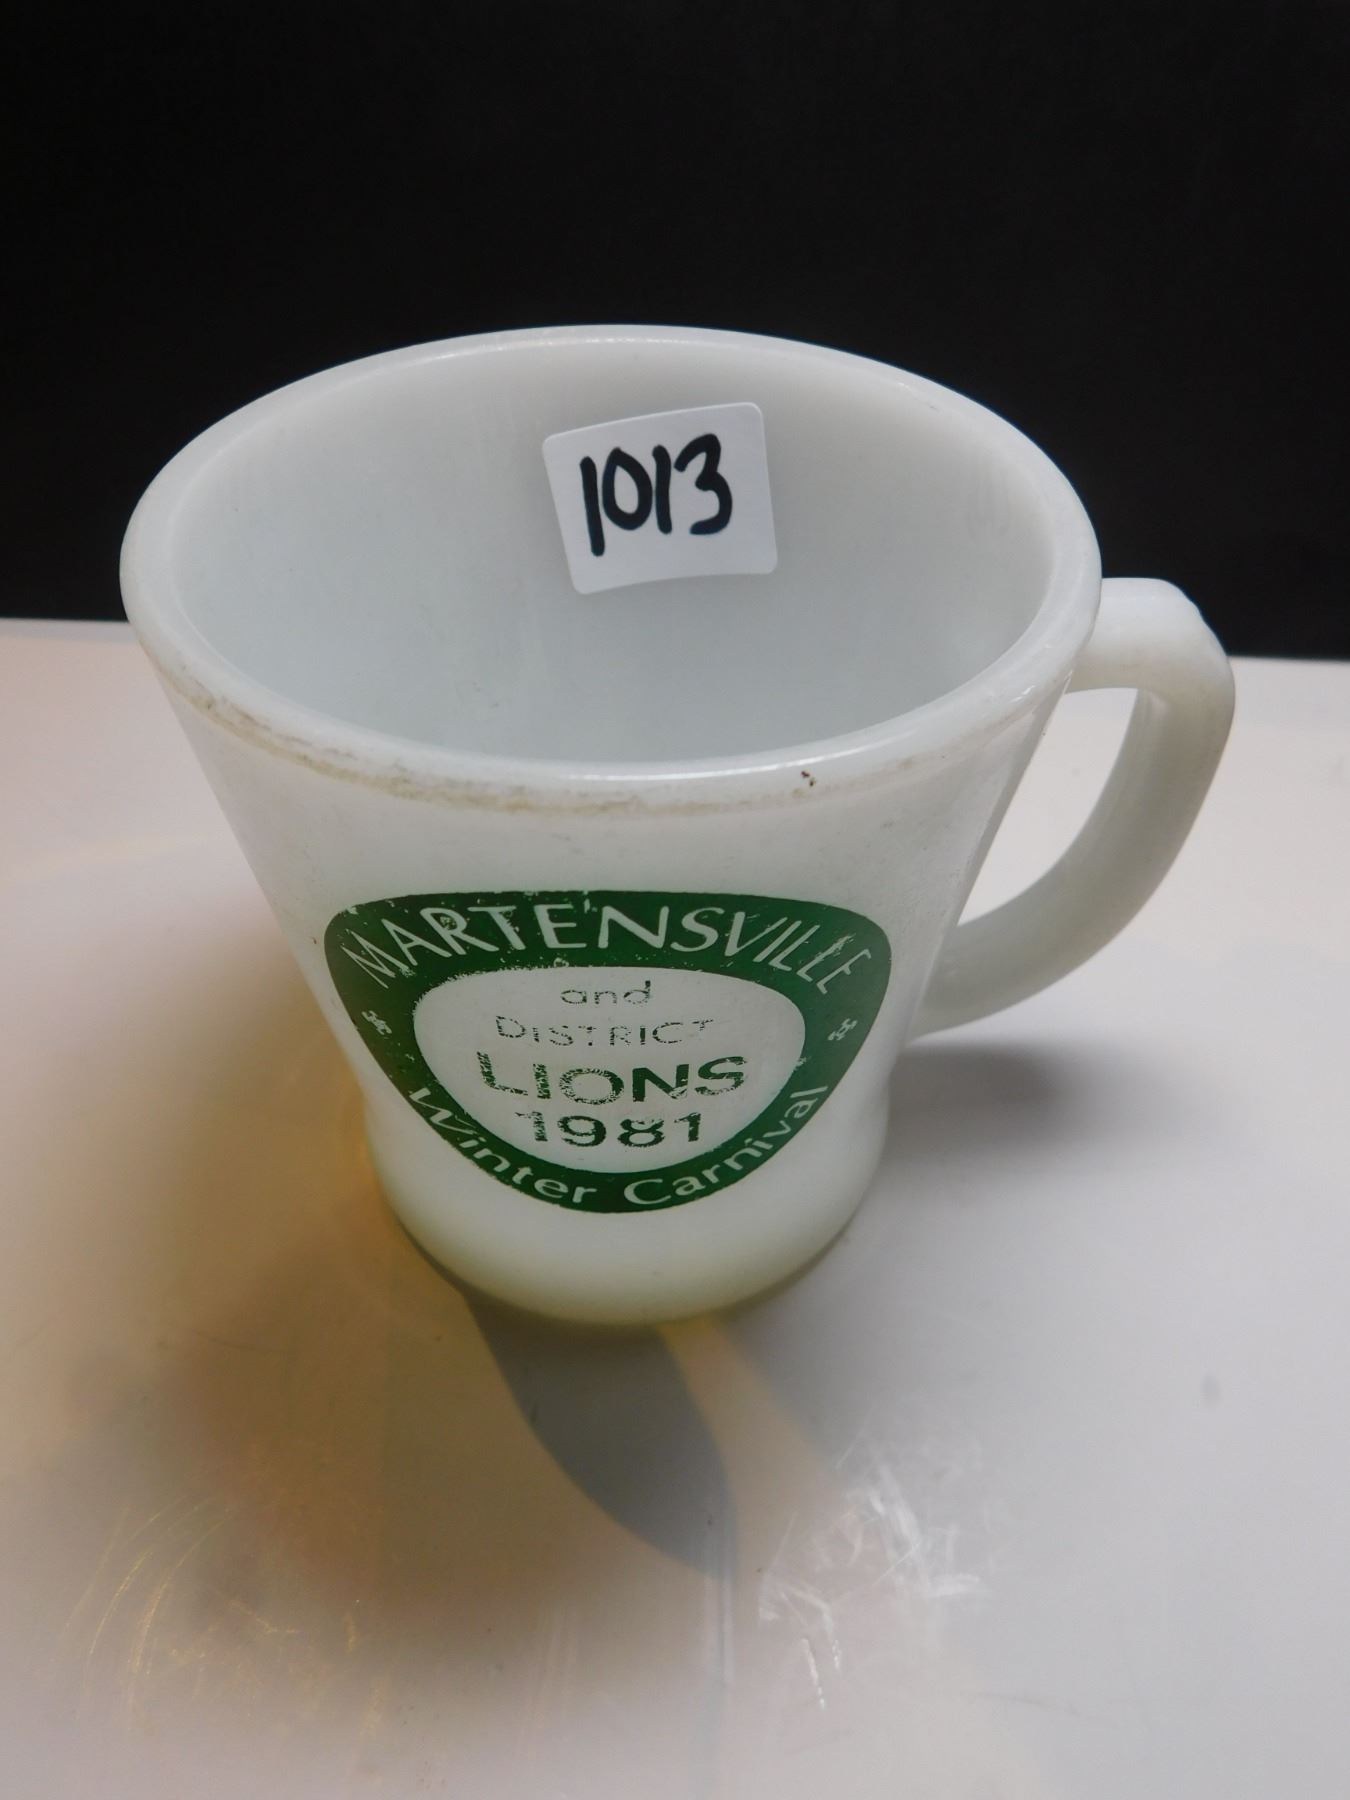 1013
MARTENSVILLE
and
DISTRICT
LIONS
1981
Winter Carnival